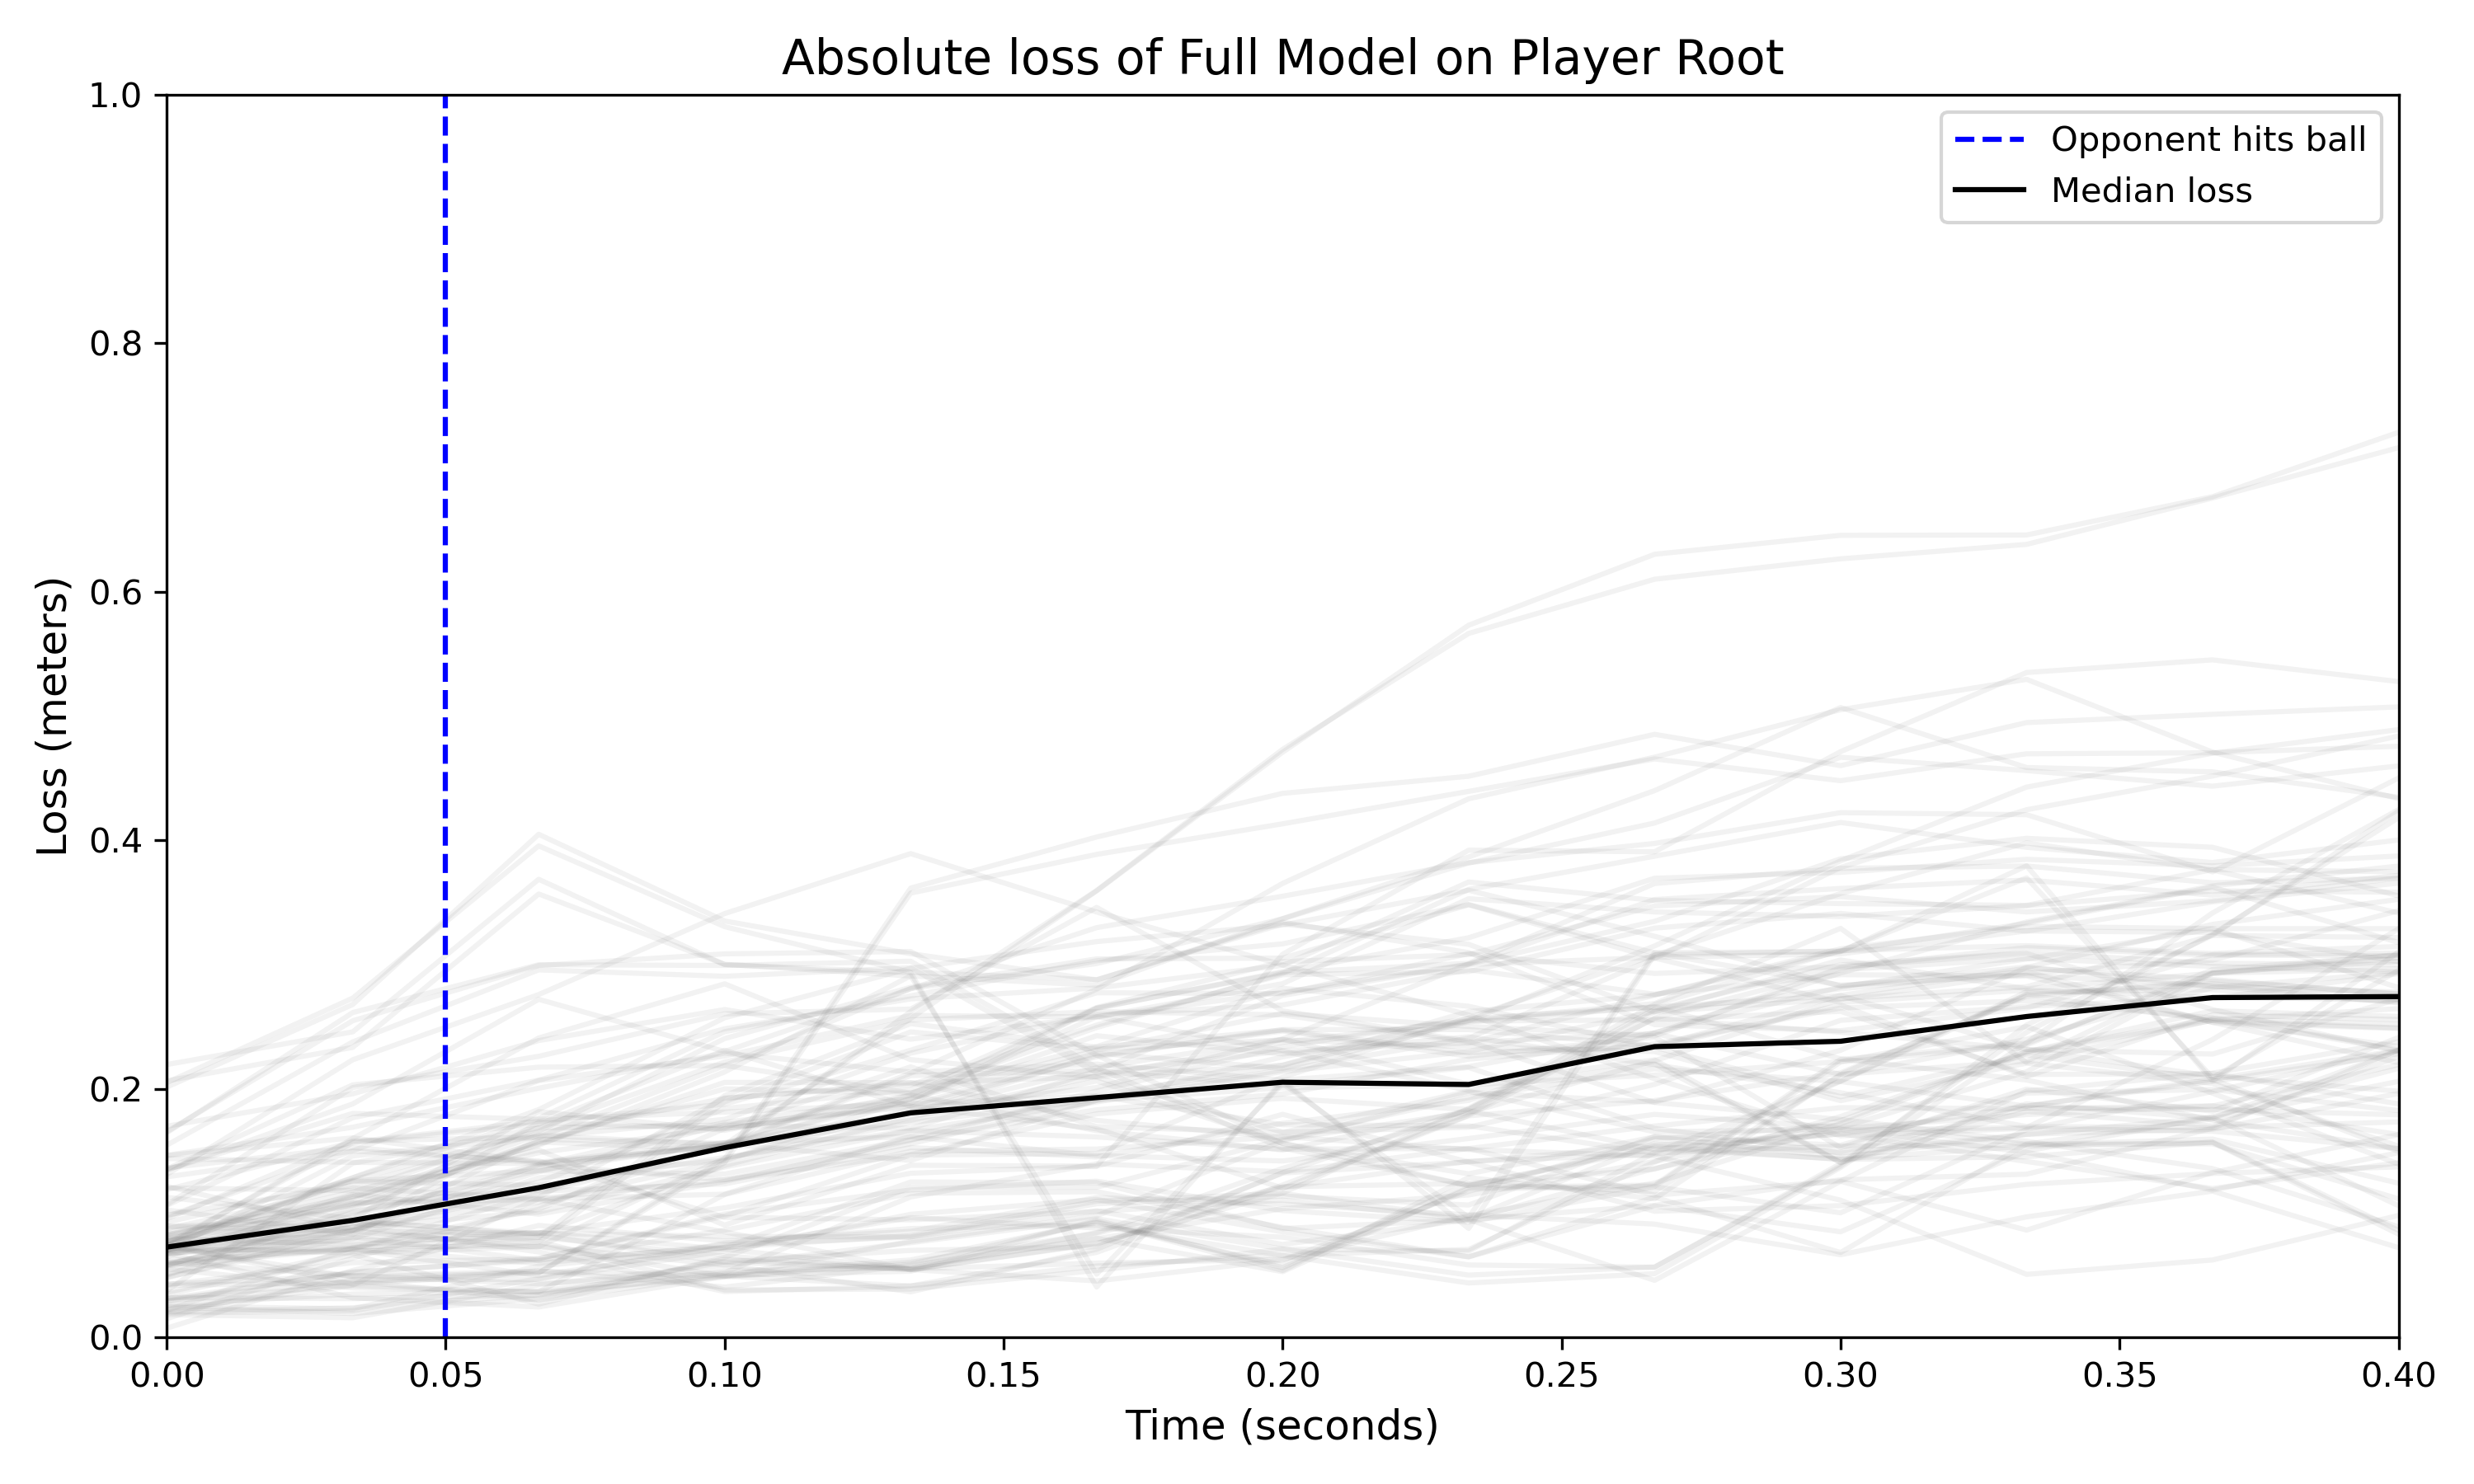 Absolute loss of Full Model on Player Root
Opponent hits ball
Median loss
Loss (meters)
1.0
0.8
0.6
0.4
0.2
0.0
0.00 0.05 0.10 0.15 0.20 0.25 0.30 0.35 0.40
Time (seconds)